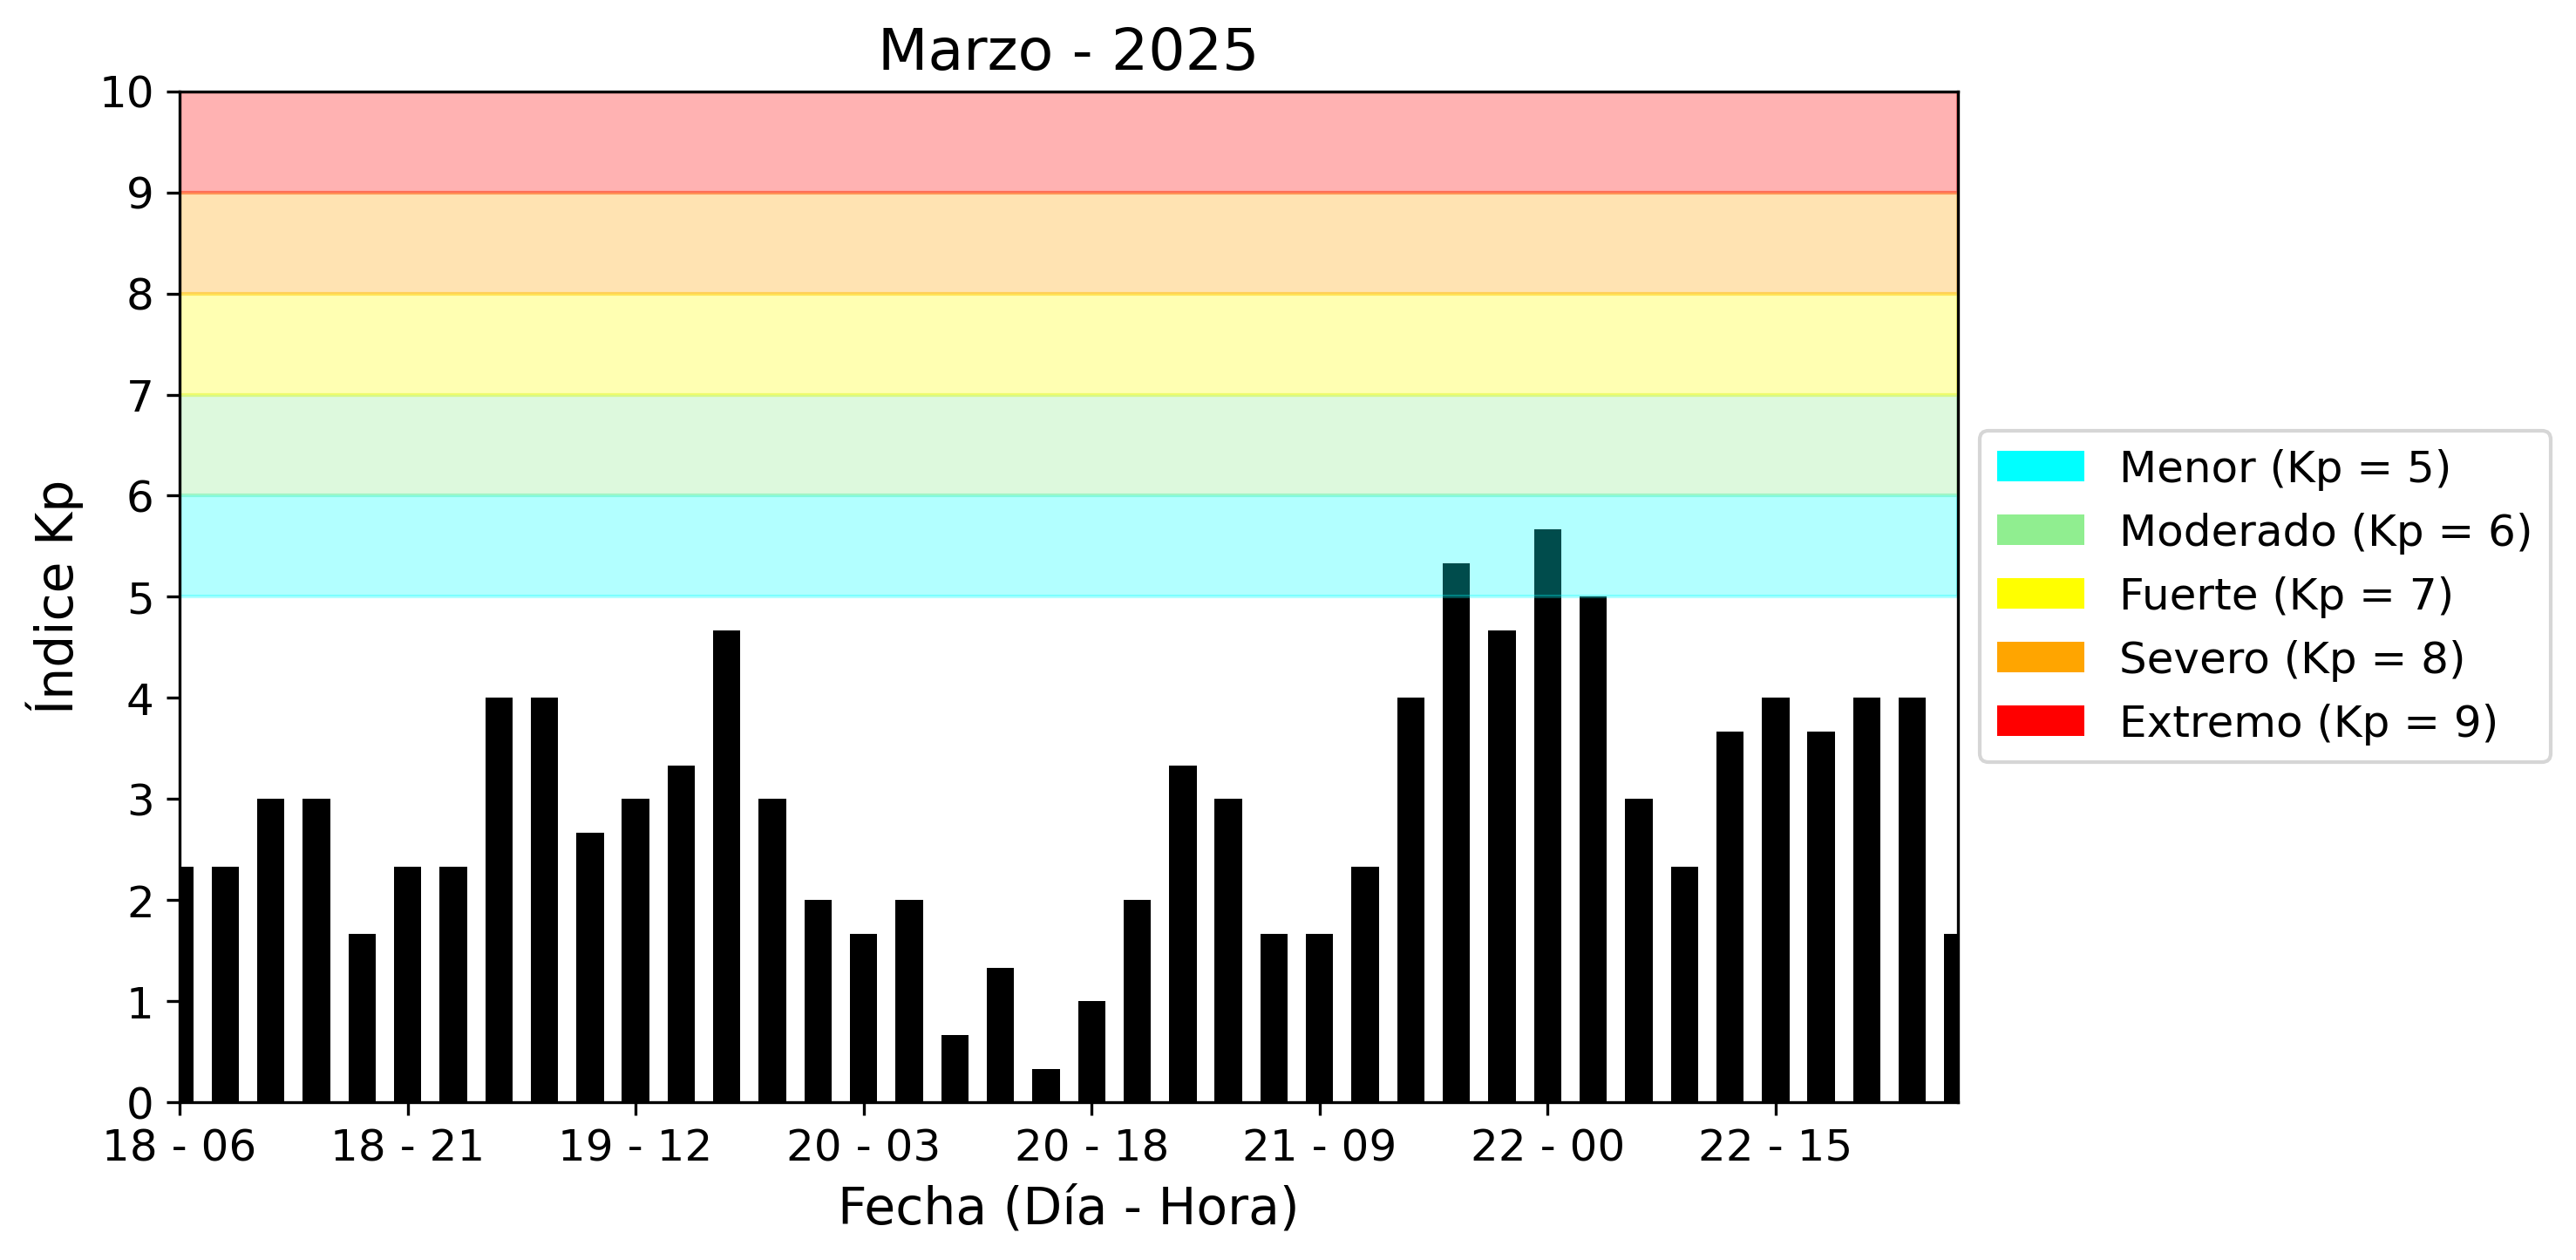 Marzo - 2025
10
9
8
7
6
5
4
3
2
1
0
Índice Kp
18 - 06
18 - 21
19 - 12
20 - 03
20 - 18
21 - 09
22 - 00
22 - 15
Fecha (Día - Hora)
Menor (Kp = 5)
Moderado (Kp = 6)
Fuerte (Kp = 7)
Severo (Kp = 8)
Extremo (Kp = 9)